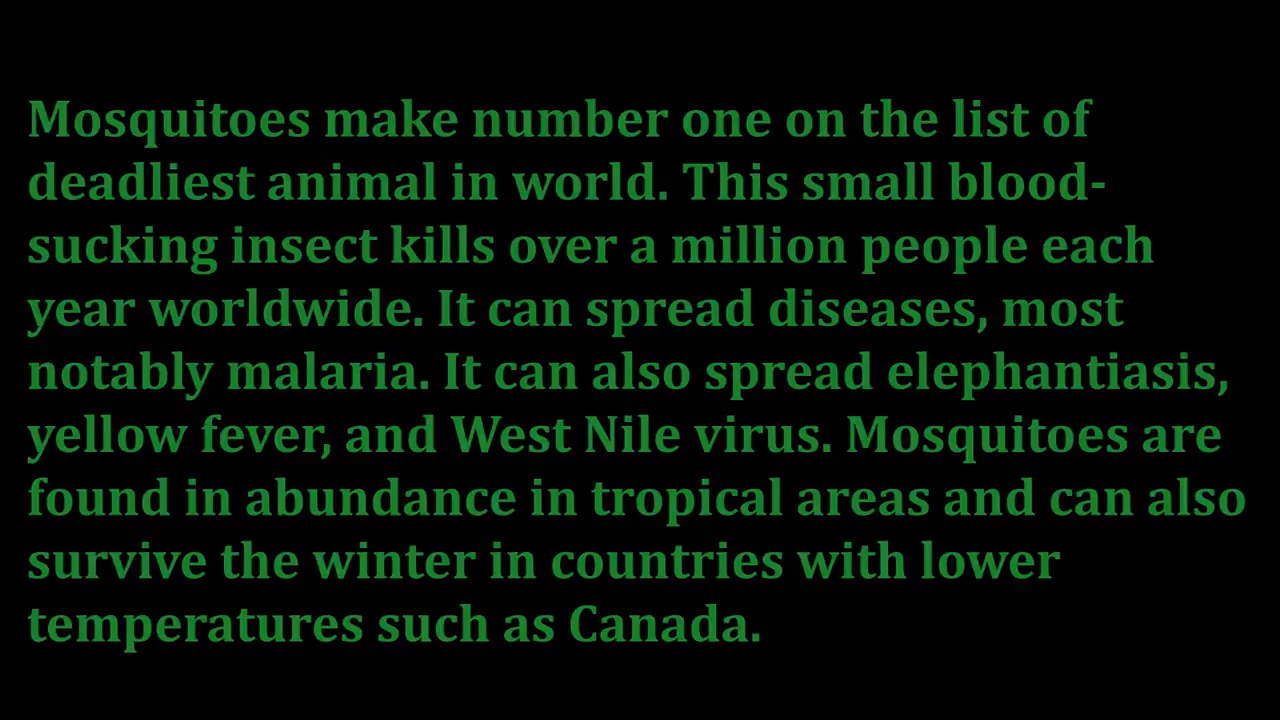 Mosquitoes make number one on the list of
deadliest animal in world. This small blood-
sucking insect kills over a million people each
year worldwide. It can spread diseases, most
notably malaria. It can also spread elephantiasis,
yellow fever, and West Nile virus. Mosquitoes are
found in abundance in tropical areas and can also
survive the winter in countries with lower
temperatures such as Canada.